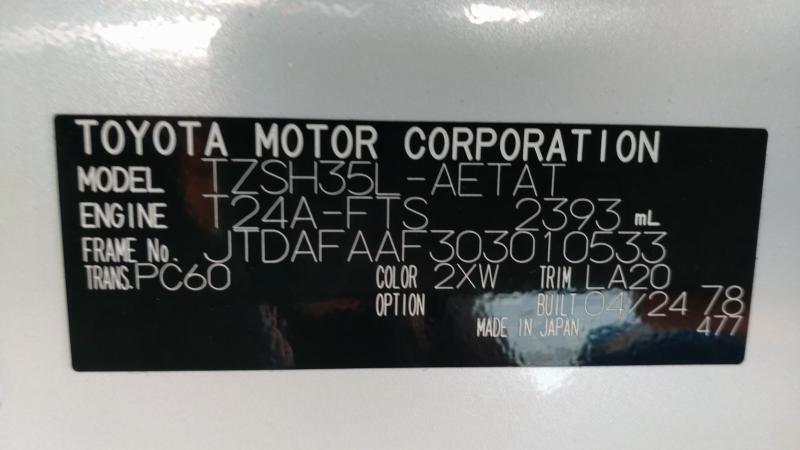 TOYOTA MOTOR CORPORATION
MODEL TZSH35L-AETAT
ENGINE T24A-FTS 2393 mL
FRAME No. JTDAFAAF303010533
TRANS. PC60 COLOR 2XW TRIM LA20
OPTION BUILT 04/24 78
MADE IN JAPAN 477